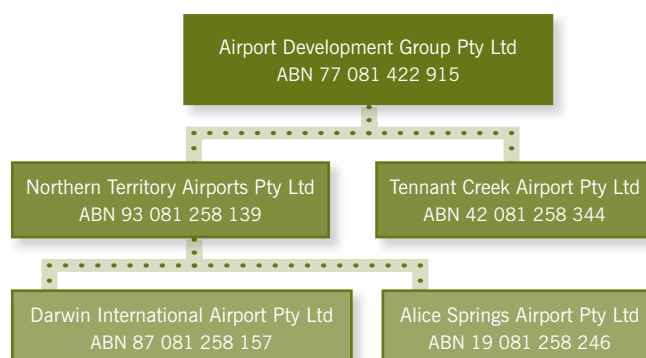 Airport Development Group Pty Ltd
ABN 77 081 422 915
Northern Territory Airports Pty Ltd
ABN 93 081 258 139
Tennant Creek Airport Pty Ltd
ABN 42 081 258 344
Darwin International Airport Pty Ltd
ABN 87 081 258 157
Alice Springs Airport Pty Ltd
ABN 19 081 258 246